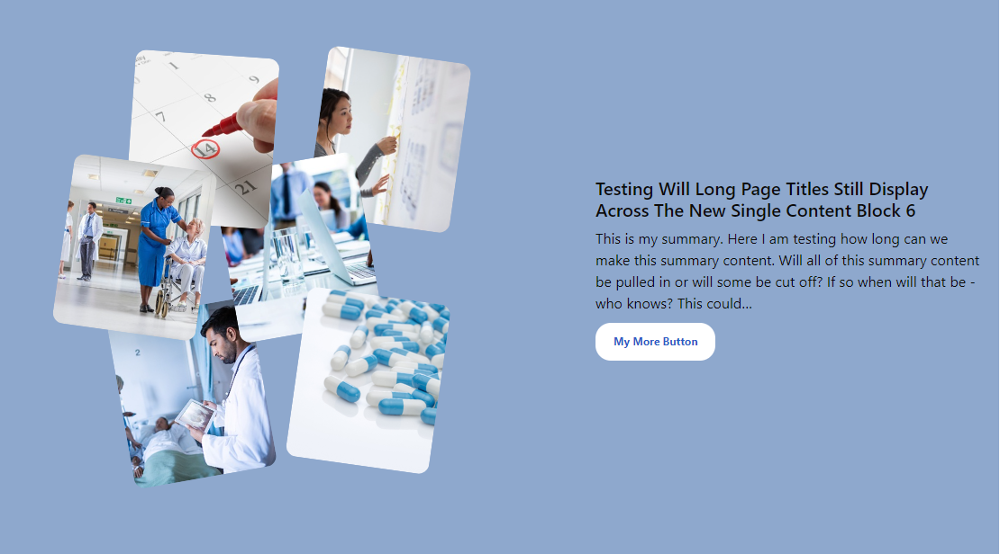 1
9
8
7
14
21
2
Testing Will Long Page Titles Still Display
Across The New Single Content Block 6
This is my summary. Here I am testing how long can we
make this summary content. Will all of this summary content
be pulled in or will some be cut off? If so when will that be -
who knows? This could...
My More Button